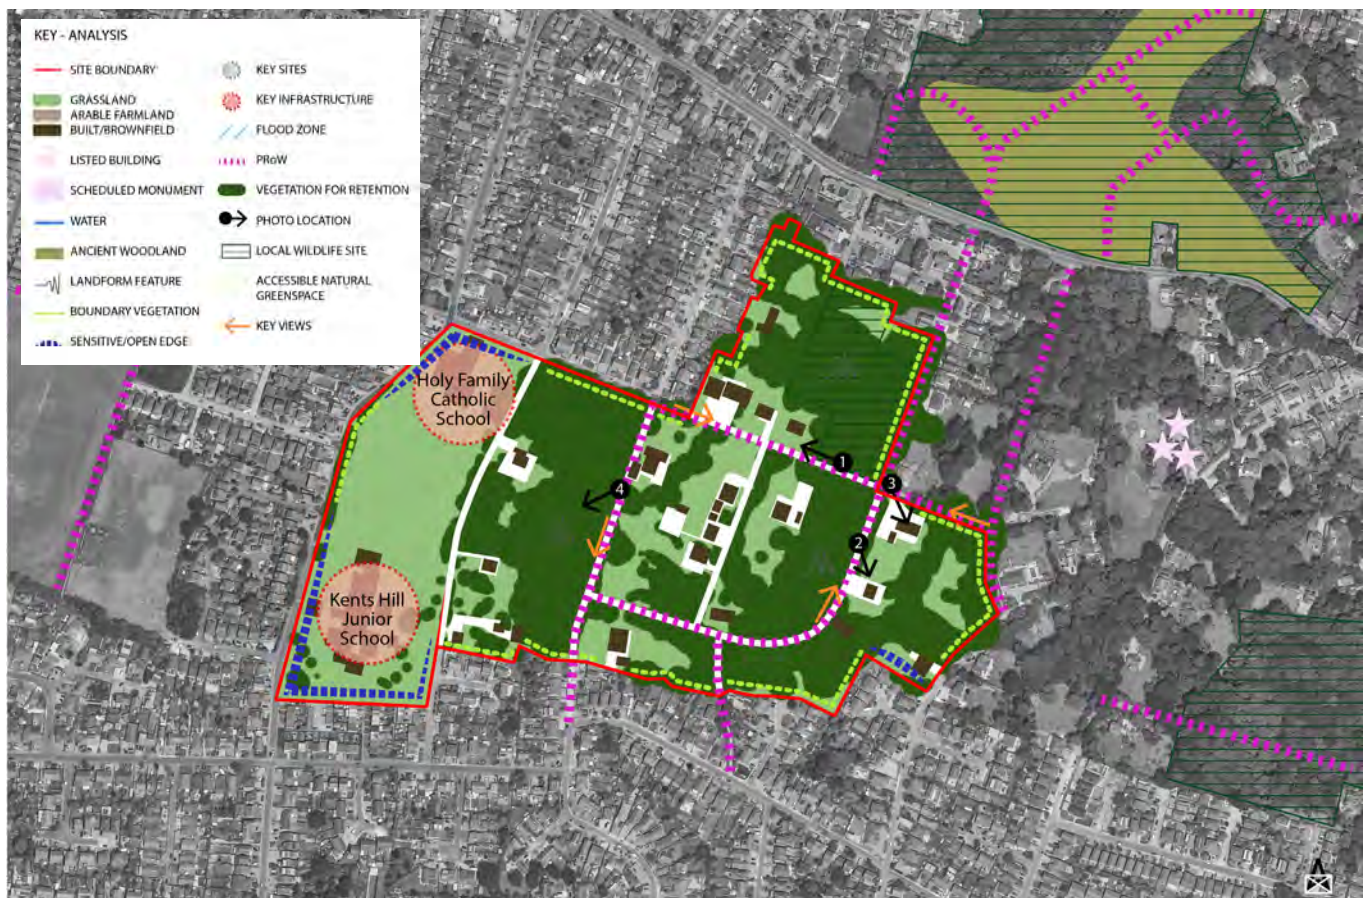 KEY - ANALYSIS
SITE BOUNDARY
GRASSLAND
ARABLE FARMLAND
BUILT/BROWNFIELD
LISTED BUILDING
SCHEDULED MONUMENT
WATER
ANCIENT WOODLAND
LANDFORM FEATURE
BOUNDARY VEGETATION
SENSITIVE/OPEN EDGE
KEY SITES
KEY INFRASTRUCTURE
FLOOD ZONE
PRoW
VEGETATION FOR RETENTION
PHOTO LOCATION
LOCAL WILDLIFE SITE
ACCESSIBLE NATURAL
GREENSPACE
KEY VIEWS
Holy Family
Catholic
School
1
3
4
2
Kents Hill
Junior
School